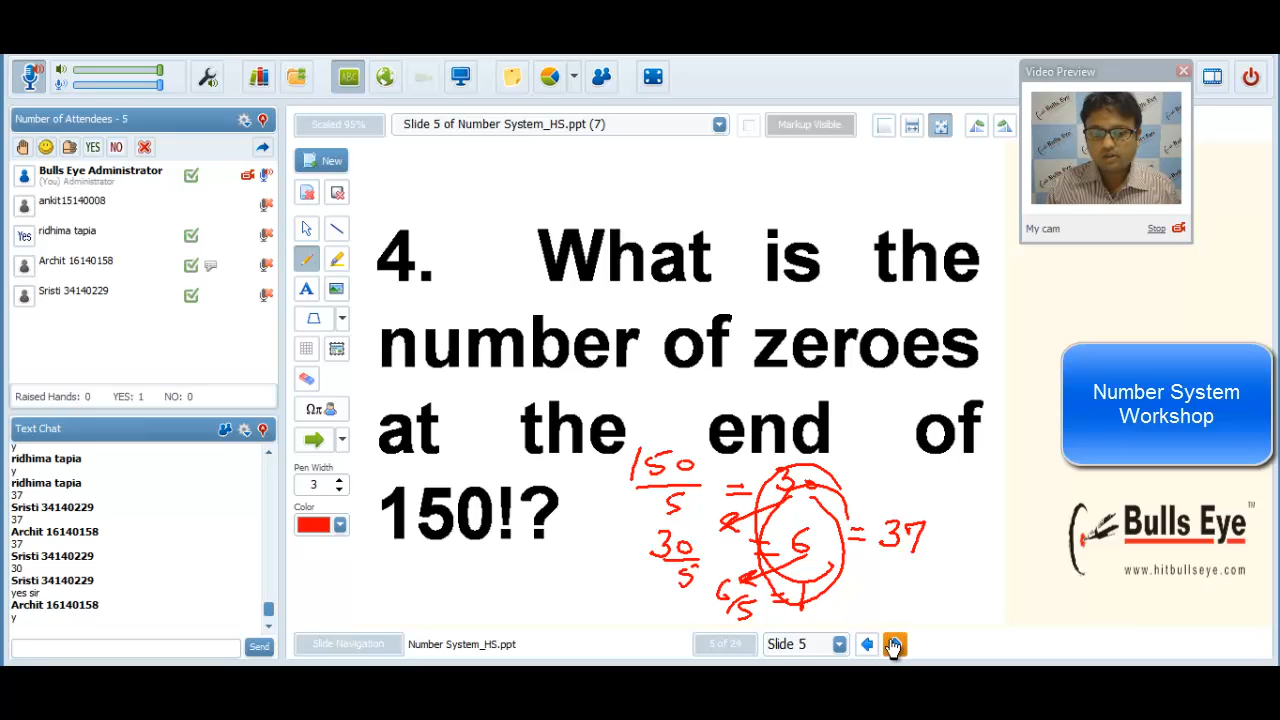 Number of Attendees - 5
YES NO
Bulls Eye Administrator
(You) Administrator
ankit15140008
Yes ridhima tapia
Archit 16140158
Sristi 34140229
Raised Hands: 0 YES: 1 NO: 0
Text Chat
y
ridhima tapia
y
ridhima tapia
37
Sristi 34140229
37
Archit 16140158
37
Sristi 34140229
30
Sristi 34140229
yes sir
Archit 16140158
y
Send
ABC
Scaled 95%
Slide 5 of Number_System_HS.ppt (7)
Markup Visible
New
A
Ωπ
Pen Width
3
Color
4. What is the
number of zeroes
at the end of
150!?
150/5 = 30
30/5 = 6 = 37
6/5 = 1
Slide Navigation
Number System_HS.ppt
5 of 24
Slide 5
Video Preview
My cam
Stop
Number System
Workshop
Bulls Eye™
www.hitbullseye.com